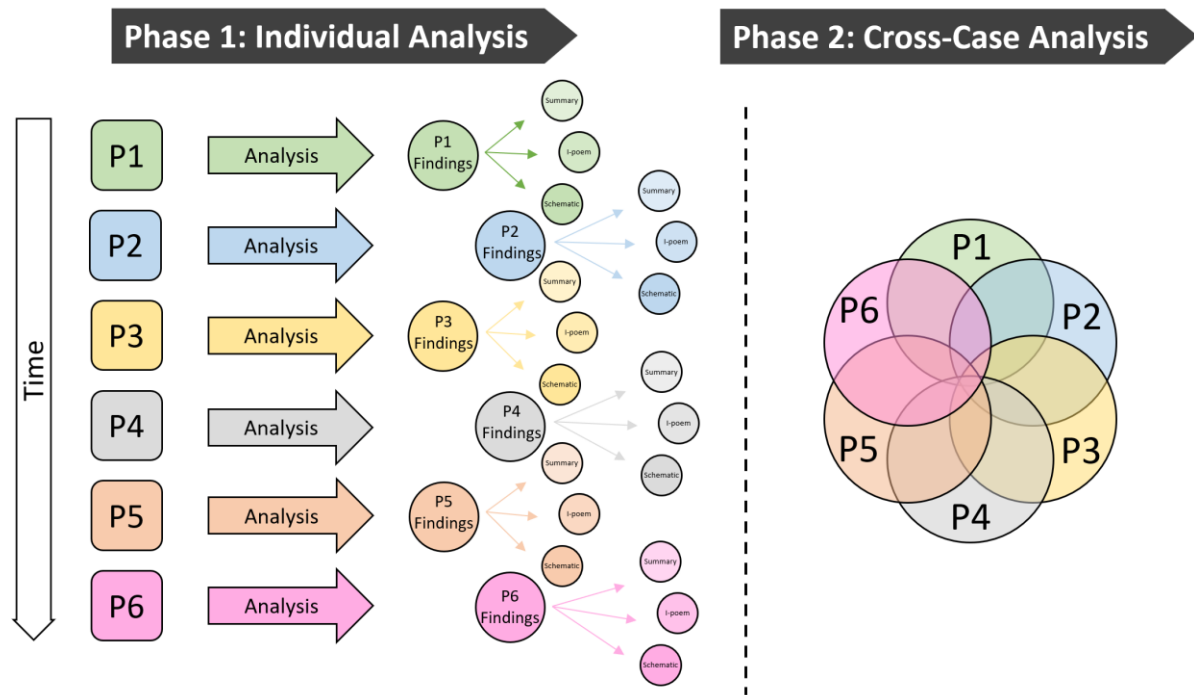 Phase 1: Individual Analysis
Phase 2: Cross-Case Analysis
Time
P1
Analysis
P1
Findings
Summary
I-poem
Schematic
P2
Analysis
P2
Findings
Summary
I-poem
Schematic
P3
Analysis
P3
Findings
Summary
I-poem
Schematic
P4
Analysis
P4
Findings
Summary
I-poem
Schematic
P5
Analysis
P5
Findings
Summary
I-poem
Schematic
P6
Analysis
P6
Findings
Summary
I-poem
Schematic
P1
P2
P3
P4
P5
P6